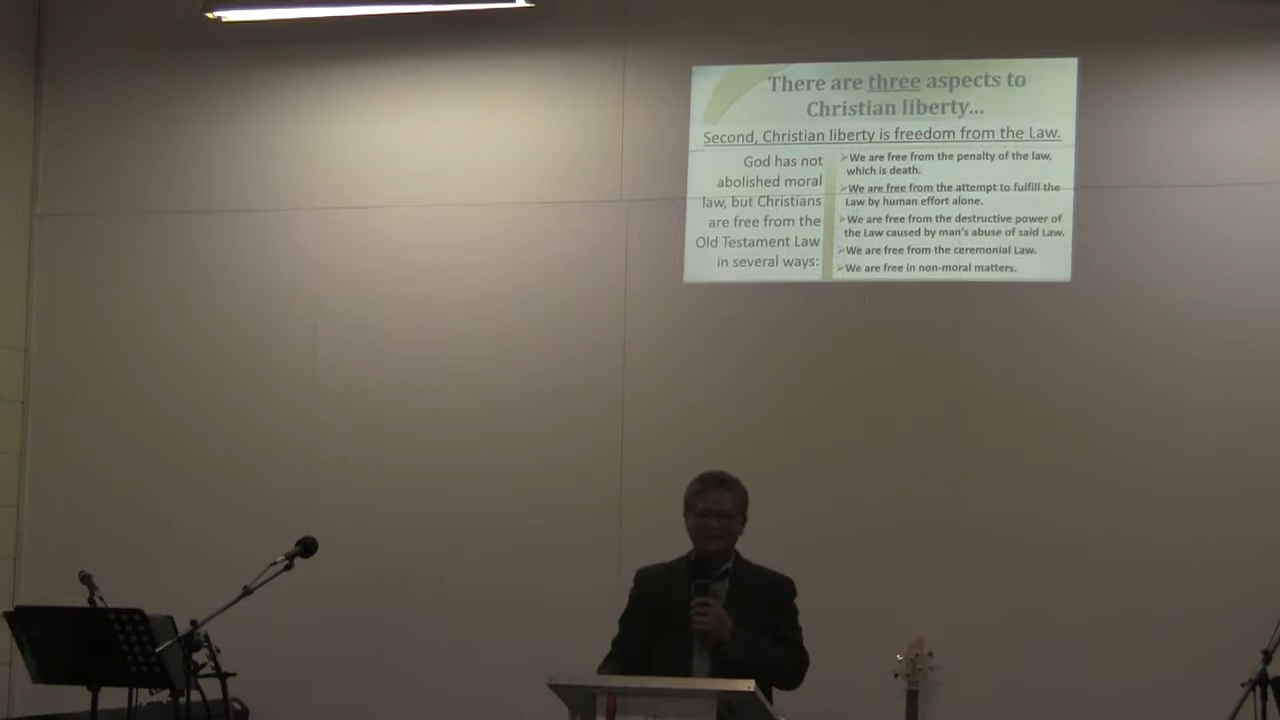 There are three aspects to
Christian liberty...
Second, Christian liberty is freedom from the Law.
God has not
abolished moral
law, but Christians
are free from the
Old Testament Law
in several ways:
➢We are free from the penalty of the law,
which is death.
➢We are free from the attempt to fulfill the
Law by human effort alone.
➢We are free from the destructive power of
the Law caused by man's abuse of said Law.
➢We are free from the ceremonial Law.
➢We are free in non-moral matters.